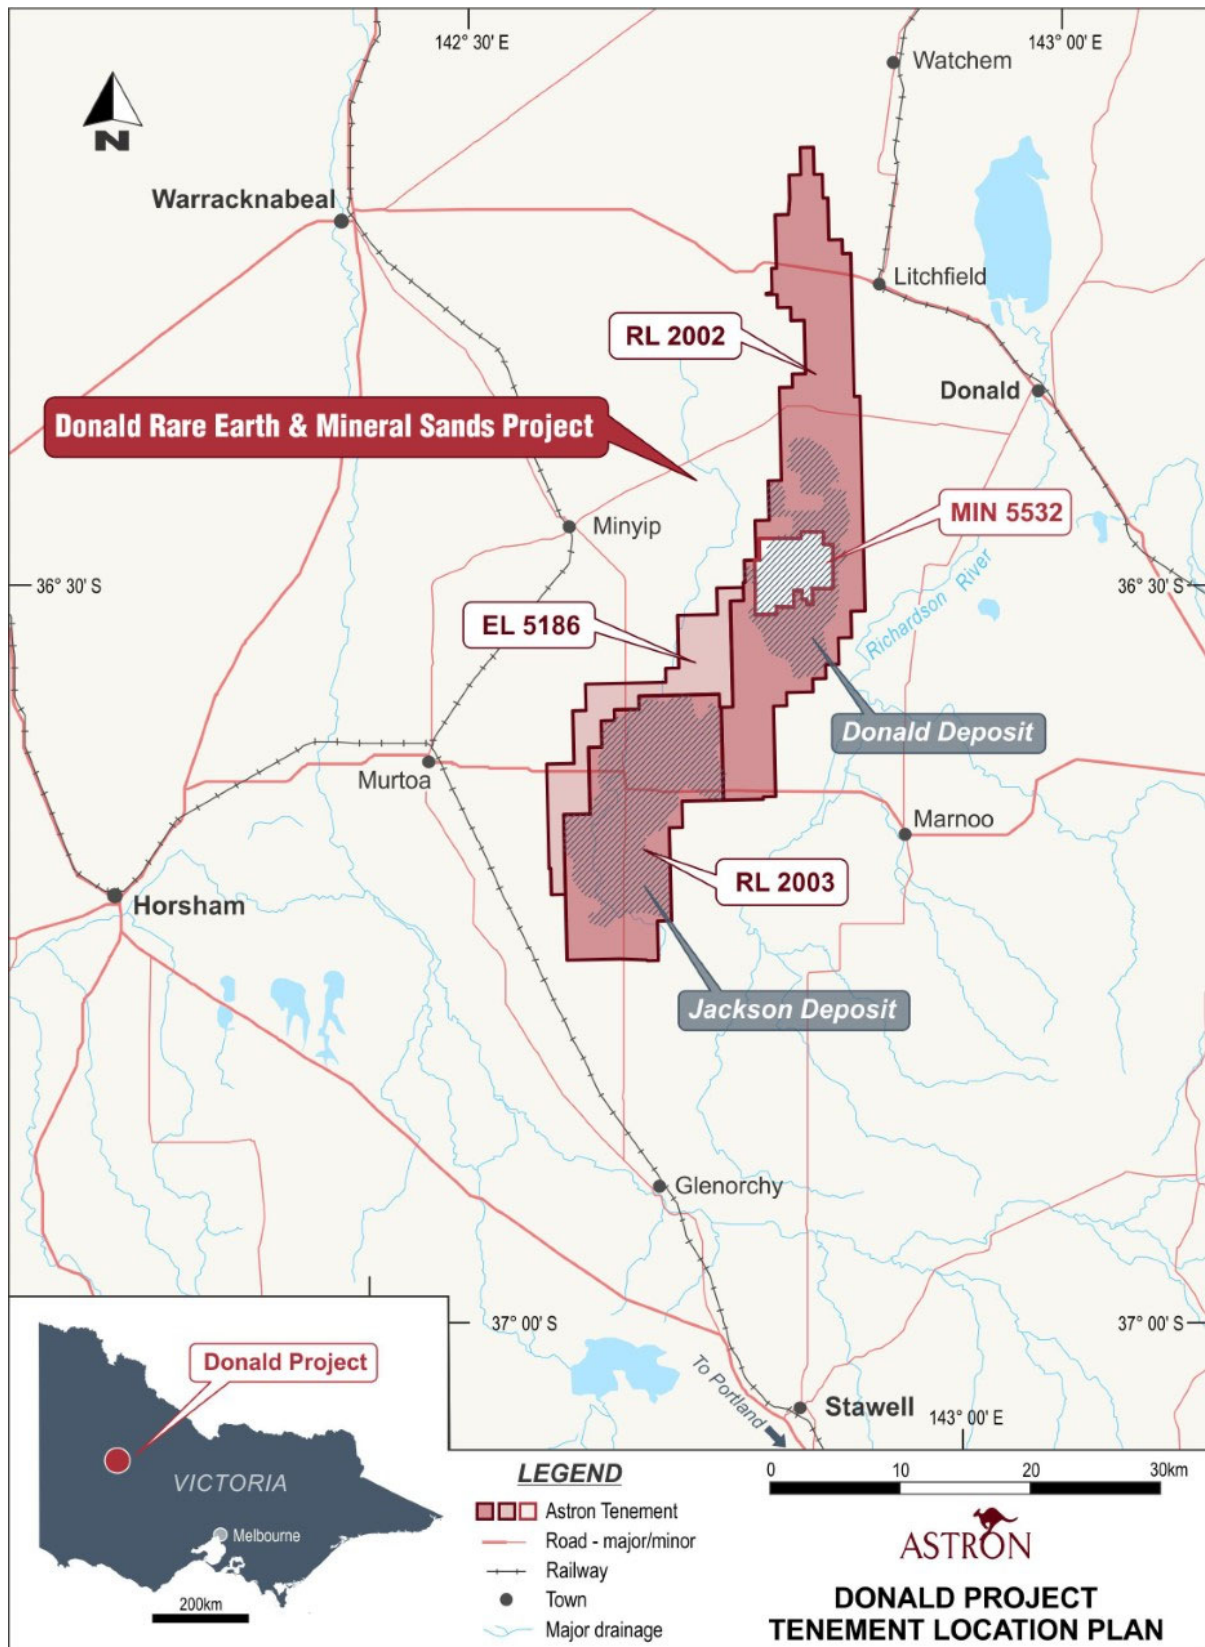 142° 30' E
143° 00' E
Watchem
N
Warracknabeal
Litchfield
RL 2002
Donald
Donald Rare Earth & Mineral Sands Project
MIN 5532
Minyip
36° 30' S
36° 30' S
Richardson River
EL 5186
Donald Deposit
Murtoa
Marnoo
RL 2003
Horsham
Jackson Deposit
Glenorchy
37° 00' S
37° 00' S
To Portland
Stawell
143° 00' E
Donald Project
VICTORIA
Melbourne
200km
LEGEND
Astron Tenement
Road - major/minor
Railway
Town
Major drainage
0 10 20 30km
ASTRON
DONALD PROJECT
TENEMENT LOCATION PLAN